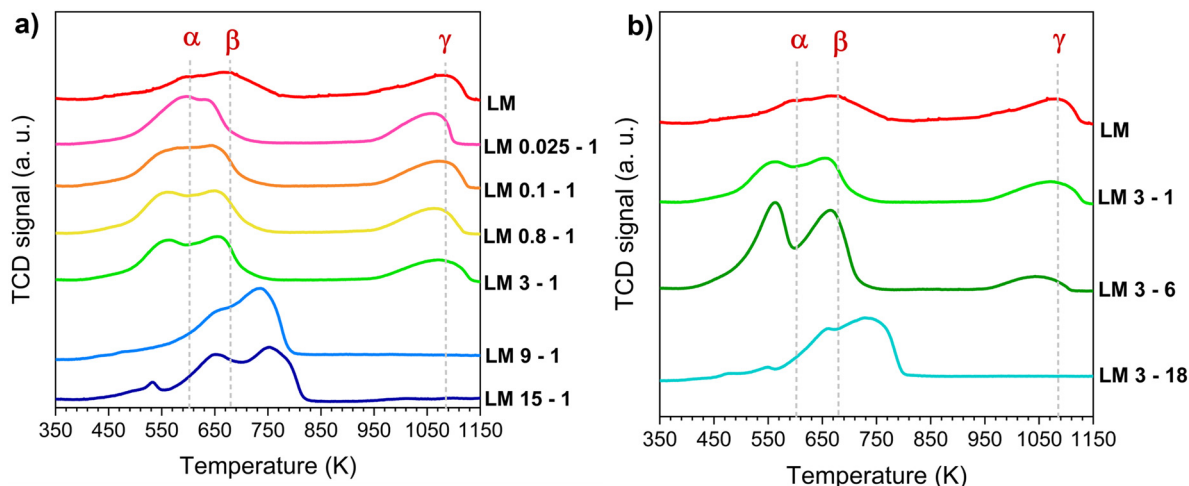 a)
α β γ
LM
LM 0.025 - 1
LM 0.1 - 1
LM 0.8 - 1
LM 3 - 1
LM 9 - 1
LM 15 - 1
TCD signal (a. u.)
350 450 550 650 750 850 950 1050 1150
Temperature (K)
b)
α β γ
LM
LM 3 - 1
LM 3 - 6
LM 3 - 18
TCD signal (a. u.)
350 450 550 650 750 850 950 1050 1150
Temperature (K)